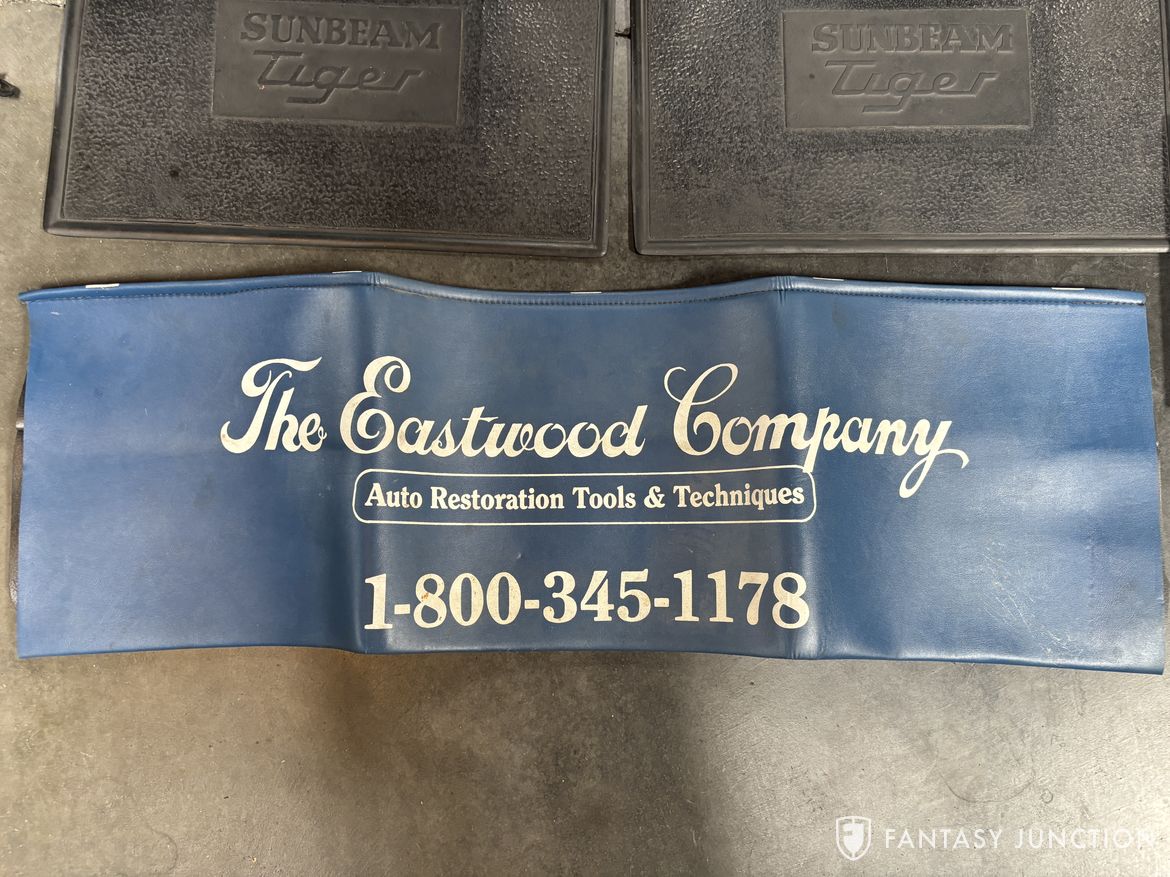 SUNBEAM
Tiger
SUNBEAM
Tiger
The Eastwood Company
Auto Restoration Tools & Techniques
1-800-345-1178
FANTASY JUNCTION